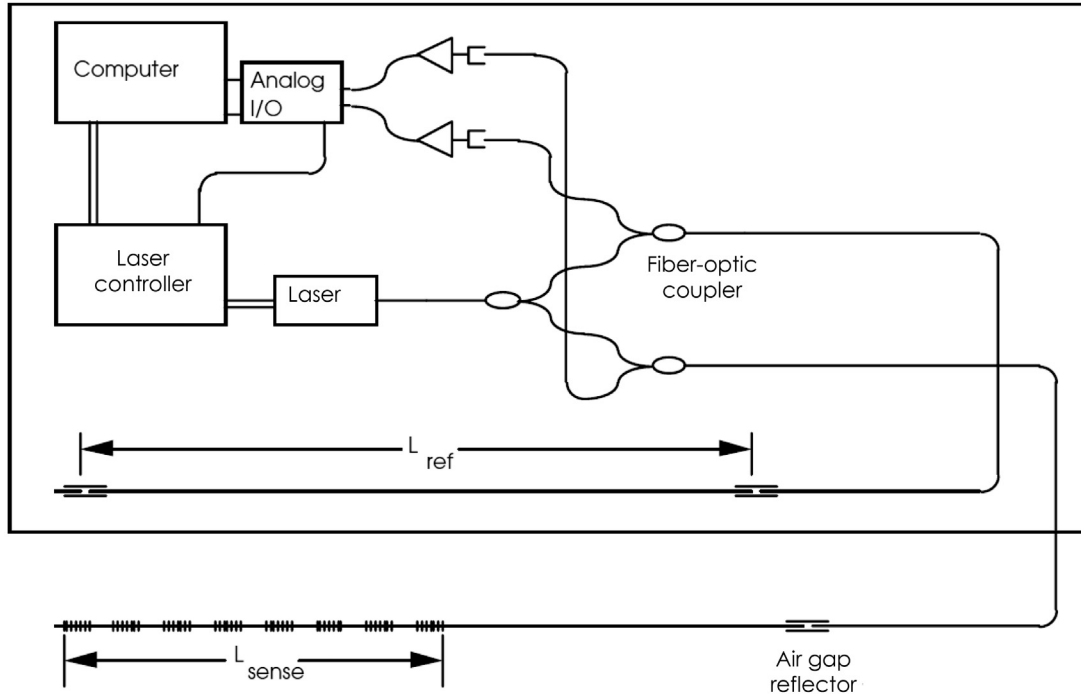 Computer
Analog
I/O
Laser
controller
Laser
Fiber-optic
coupler
L
ref
L
sense
Air gap
reflector